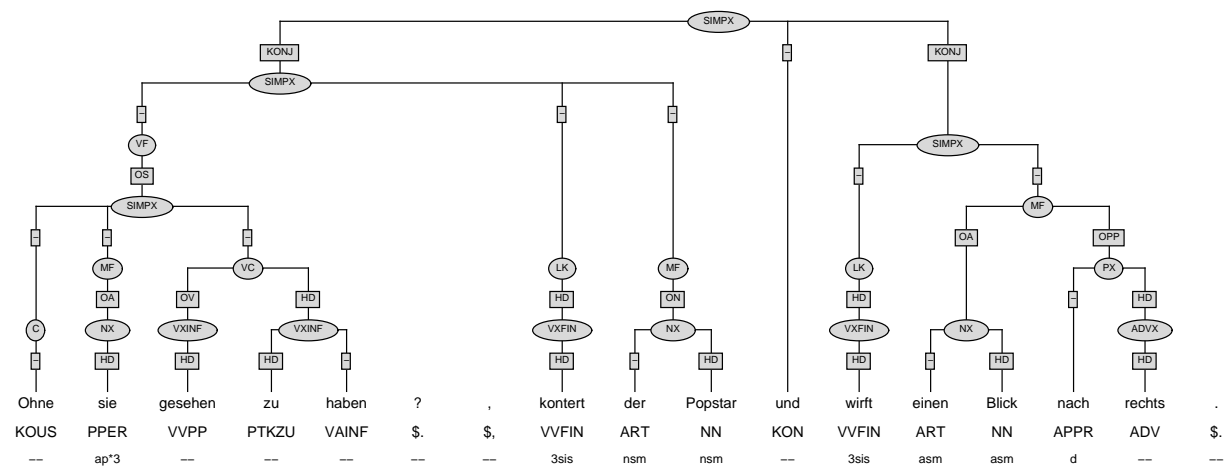 SIMPX
KONJ – KONJ
SIMPX
– – –
VF SIMPX
OS – –
SIMPX MF
– – – OA OPP
MF VC LK MF LK PX
OA OV HD HD ON HD – HD
C NX VXINF VXINF VXFIN NX VXFIN NX ADVX
– HD HD HD – HD – HD HD – HD HD
Ohne sie gesehen zu haben ? , kontert der Popstar und wirft einen Blick nach rechts .
KOUS PPER VVPP PTKZU VAINF $. $, VVFIN ART NN KON VVFIN ART NN APPR ADV $.
–– ap*3 –– –– –– –– –– 3sis nsm nsm –– 3sis asm asm d –– ––